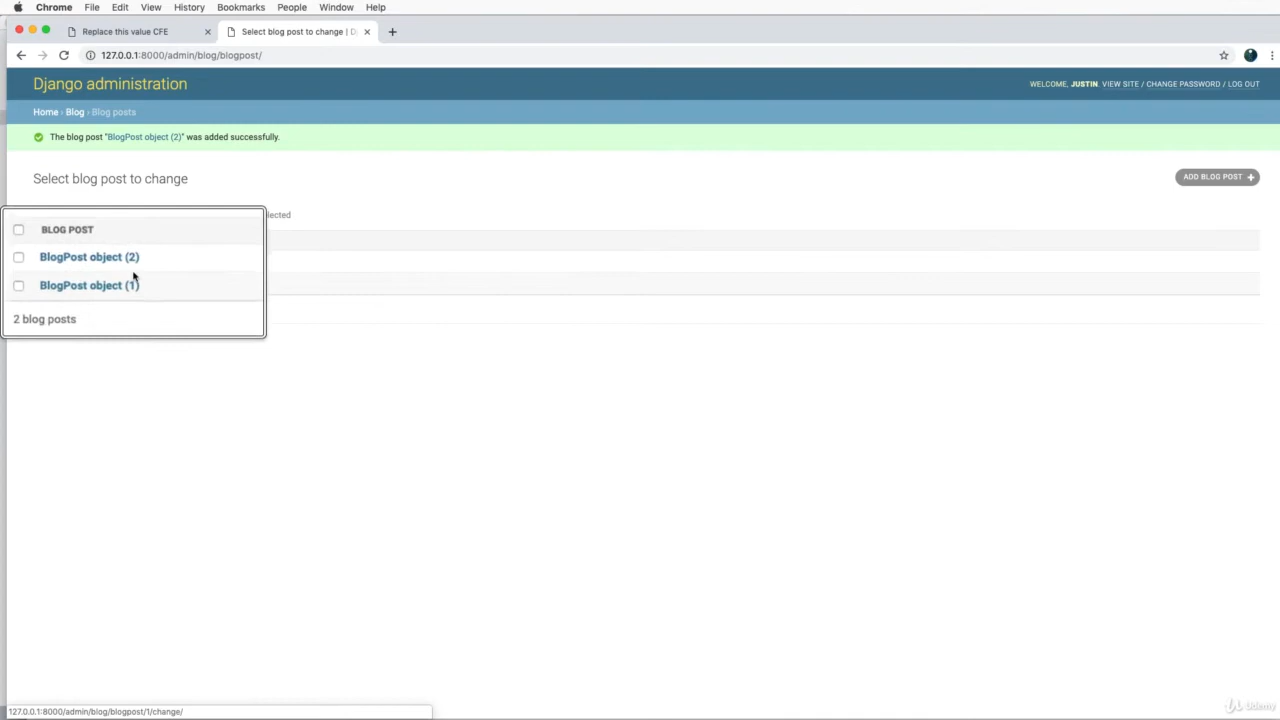 Chrome File Edit View History Bookmarks People Window Help
Replace this value CFE
Select blog post to change | D
127.0.0.1:8000/admin/blog/blogpost/
Django administration
WELCOME, JUSTIN. VIEW SITE / CHANGE PASSWORD / LOG OUT
Home › Blog › Blog posts
The blog post "BlogPost object (2)" was added successfully.
Select blog post to change
ADD BLOG POST +
lected
BLOG POST
BlogPost object (2)
BlogPost object (1)
2 blog posts
127.0.0.1:8000/admin/blog/blogpost/1/change/
Udemy